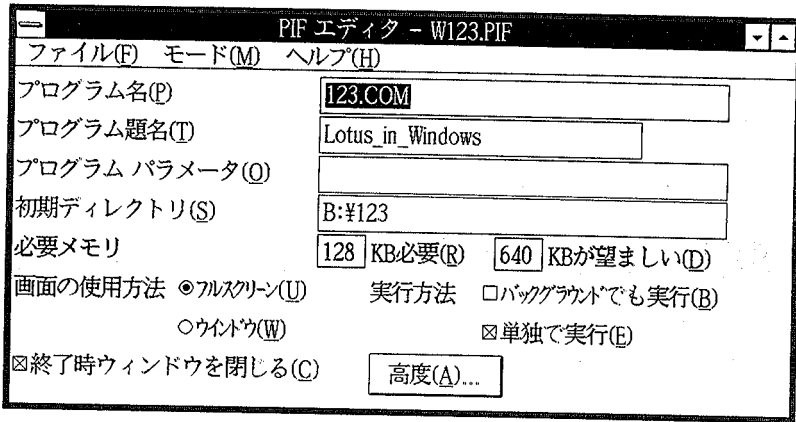 PIF エディタ － W123.PIF
ファイル(F) モード(M) ヘルプ(H)
プログラム名(P) 123.COM
プログラム題名(T) Lotus_in_Windows
プログラム パラメータ(O)
初期ディレクトリ(S) B:¥123
必要メモリ 128 KB必要(R) 640 KBが望ましい(D)
画面の使用方法 ◉フルスクリーン(U) 実行方法 □バックグラウンドでも実行(B)
○ウインドウ(W) ☒単独で実行(E)
☒終了時ウィンドウを閉じる(C) 高度(A)...